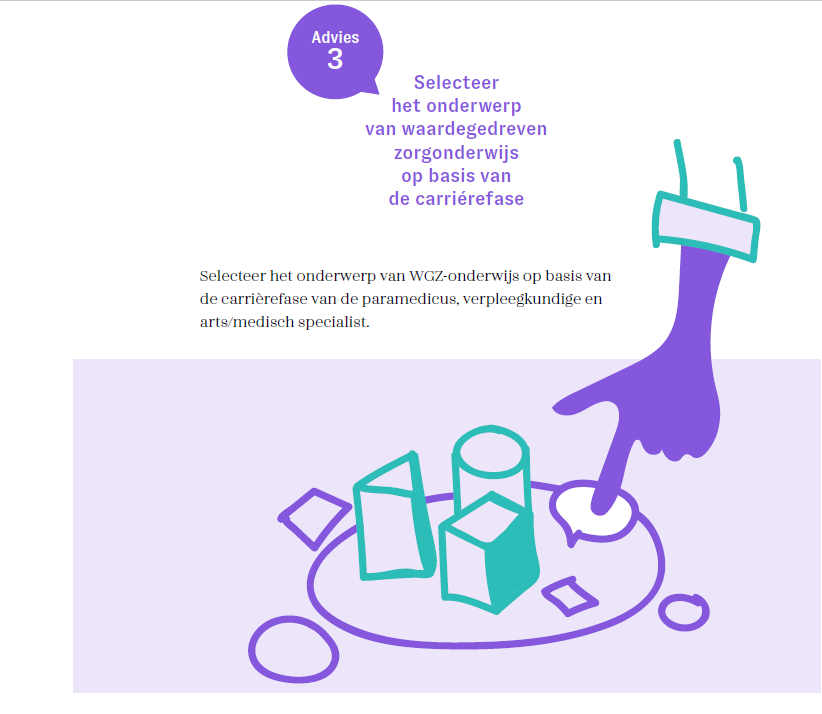 Advies
3
Selecteer
het onderwerp
van waardegedreven
zorgonderwijs
op basis van
de carriérefase
Selecteer het onderwerp van WGZ-onderwijs op basis van
de carrièrefase van de paramedicus, verpleegkundige en
arts/medisch specialist.